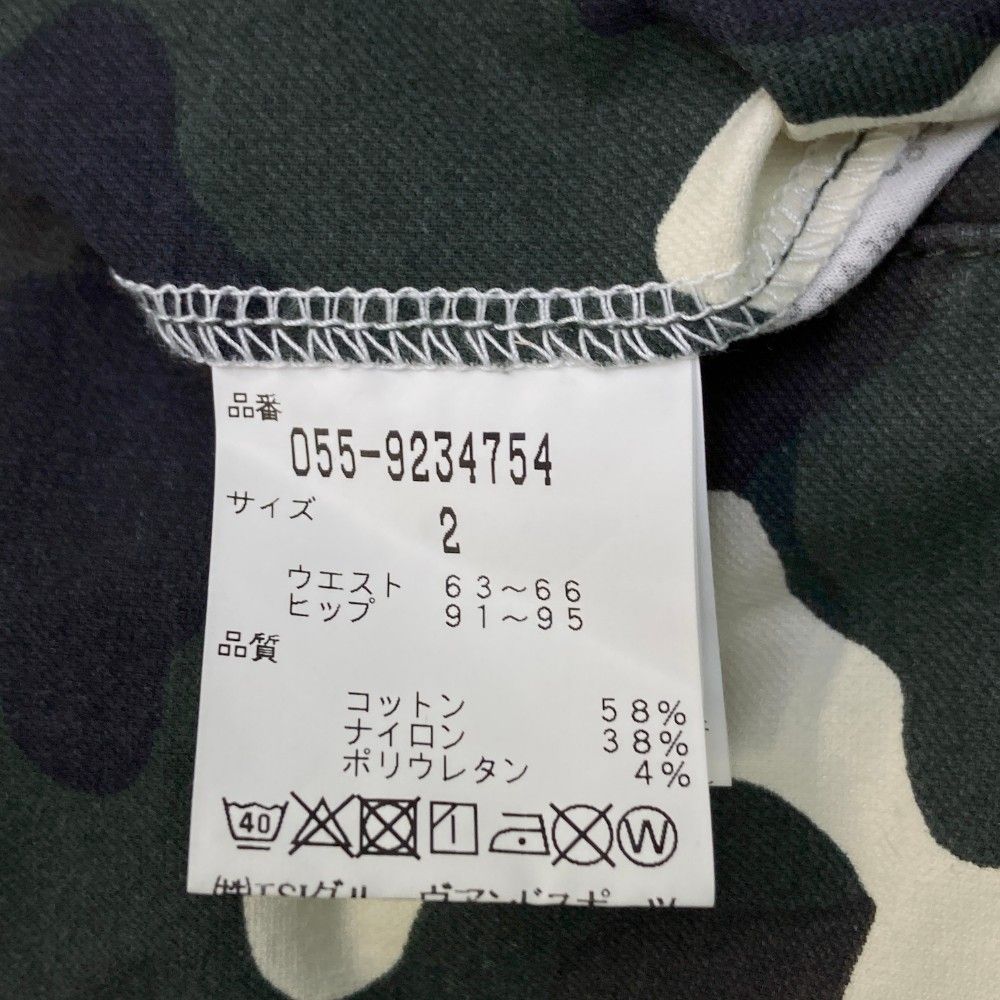 品番
055-9234754
サイズ
2
ウエスト 63～66
ヒップ 91～95
品質
コットン 58%
ナイロン 38%
ポリウレタン 4%
40 W